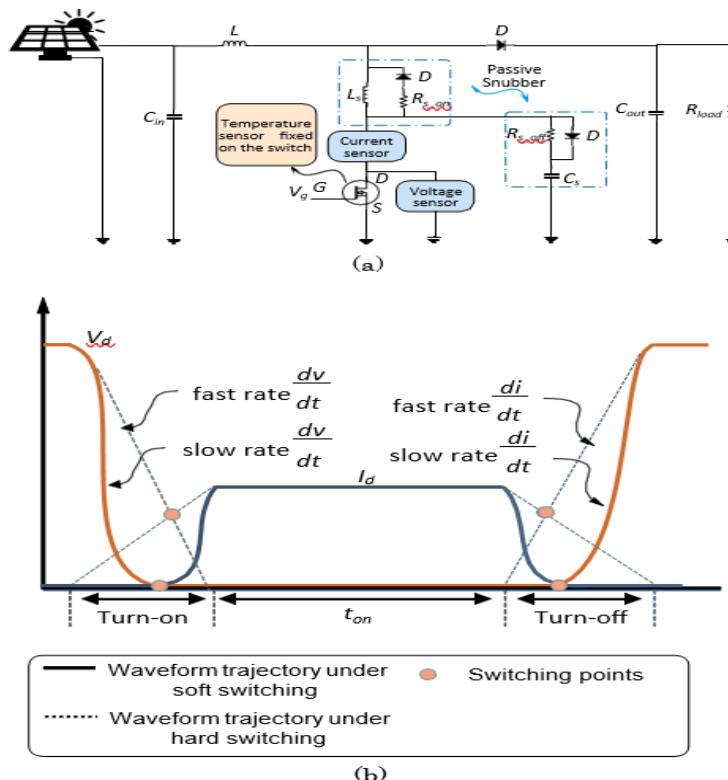 L
D
Passive
Snubber
D
L_s
R_s_on
C_in
C_out
R_load
Temperature
sensor fixed
on the switch
Current
sensor
R_s_off
D
D
V_g G
S
Voltage
sensor
C_s
(a)
V_d
fast rate dv/dt
fast rate di/dt
slow rate dv/dt
slow rate di/dt
I_d
Turn-on
t_on
Turn-off
Waveform trajectory under
soft switching
Switching points
Waveform trajectory under
hard switching
(b)